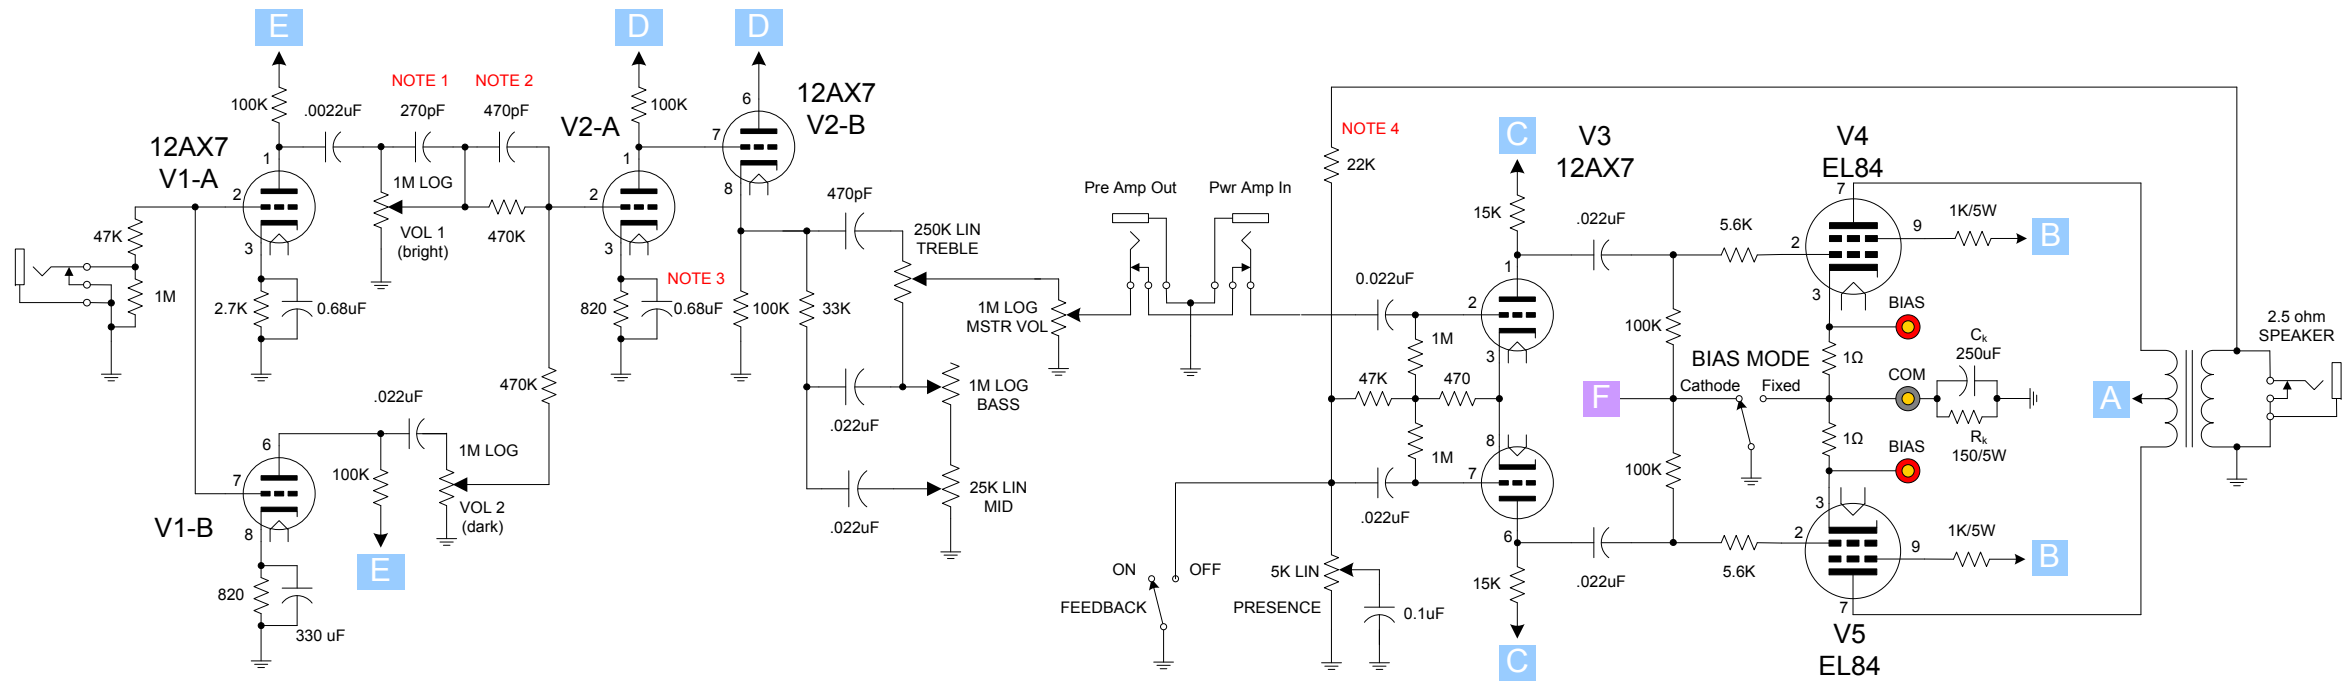 E
D
D
NOTE 1
NOTE 2
100K
.0022uF
270pF
470pF
100K
6
12AX7
V2-B
V2-A
7
12AX7
V1-A
1
2
1M LOG
VOL 1
(bright)
470K
1
2
8
470pF
250K LIN
TREBLE
47K
1M
3
2.7K
0.68uF
3
NOTE 3
820
0.68uF
100K
33K
1M LOG
MSTR VOL
470K
.022uF
1M LOG
BASS
.022uF
6
100K
1M LOG
7
VOL 2
(dark)
25K LIN
MID
.022uF
V1-B
8
E
820
330 uF
Pre Amp Out
Pwr Amp In
NOTE 4
22K
C
V3
12AX7
V4
EL84
7
15K
.022uF
5.6K
2
9
1K/5W
B
1
0.022uF
2
3
3
BIAS
100K
1M
BIAS MODE
1Ω
Cₖ
250uF
2.5 ohm
SPEAKER
47K
470
Cathode
Fixed
COM
F
A
8
1M
7
100K
1Ω
BIAS
Rₖ
150/5W
.022uF
3
6
2
9
1K/5W
B
5.6K
.022uF
15K
ON
OFF
FEEDBACK
5K LIN
PRESENCE
0.1uF
C
7
V5
EL84